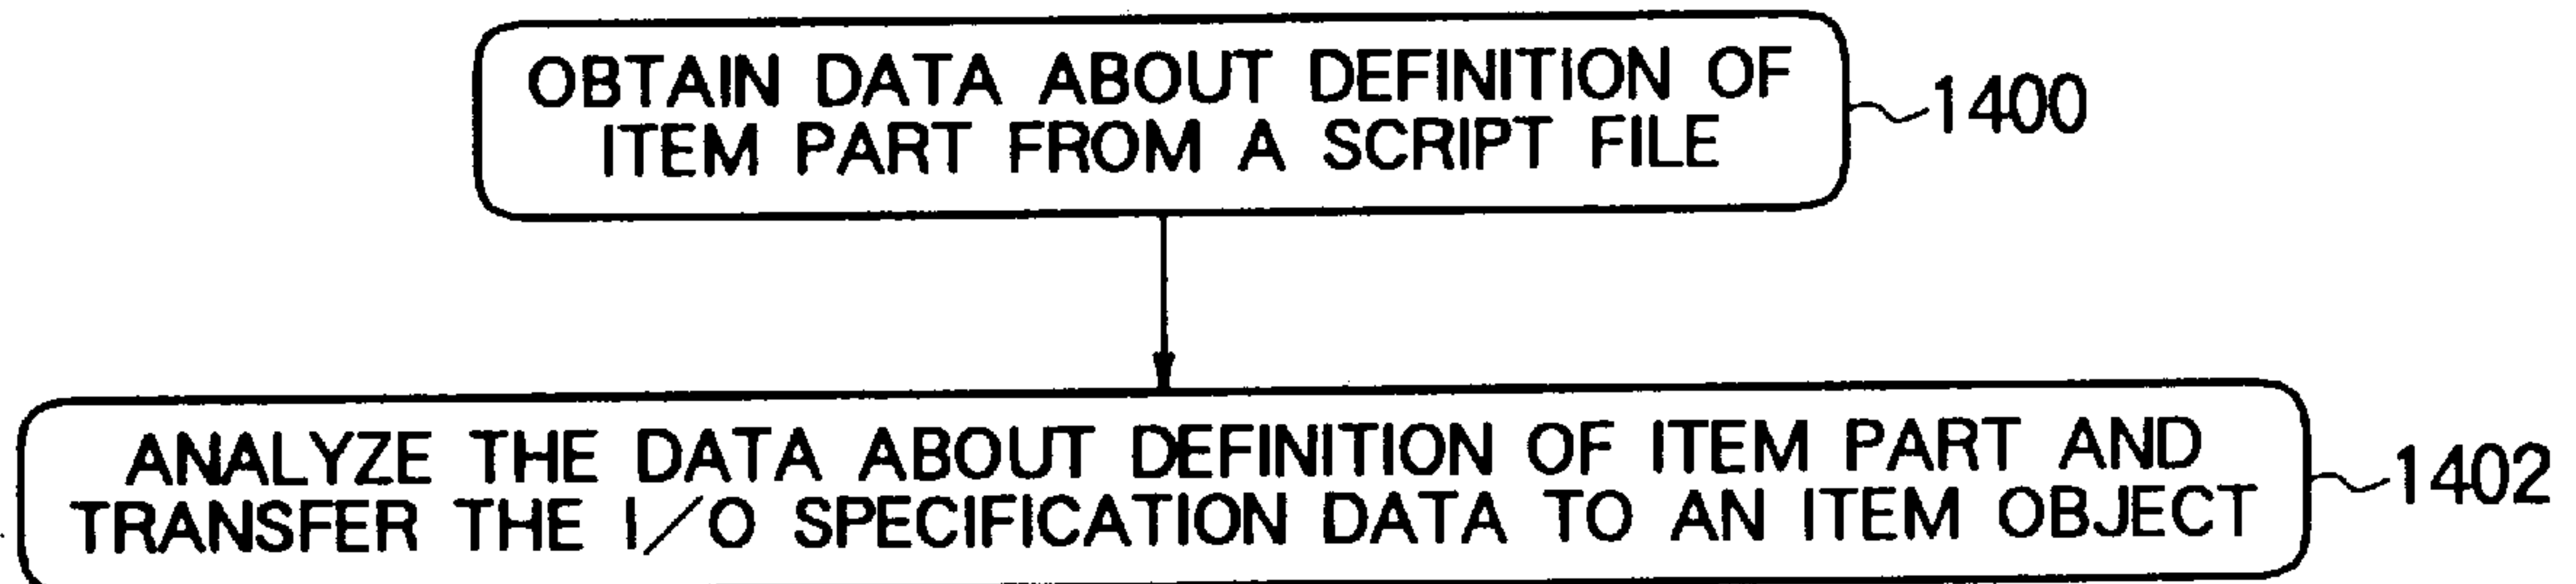 OBTAIN DATA ABOUT DEFINITION OF
ITEM PART FROM A SCRIPT FILE
1400
ANALYZE THE DATA ABOUT DEFINITION OF ITEM PART AND
TRANSFER THE I/O SPECIFICATION DATA TO AN ITEM OBJECT
1402